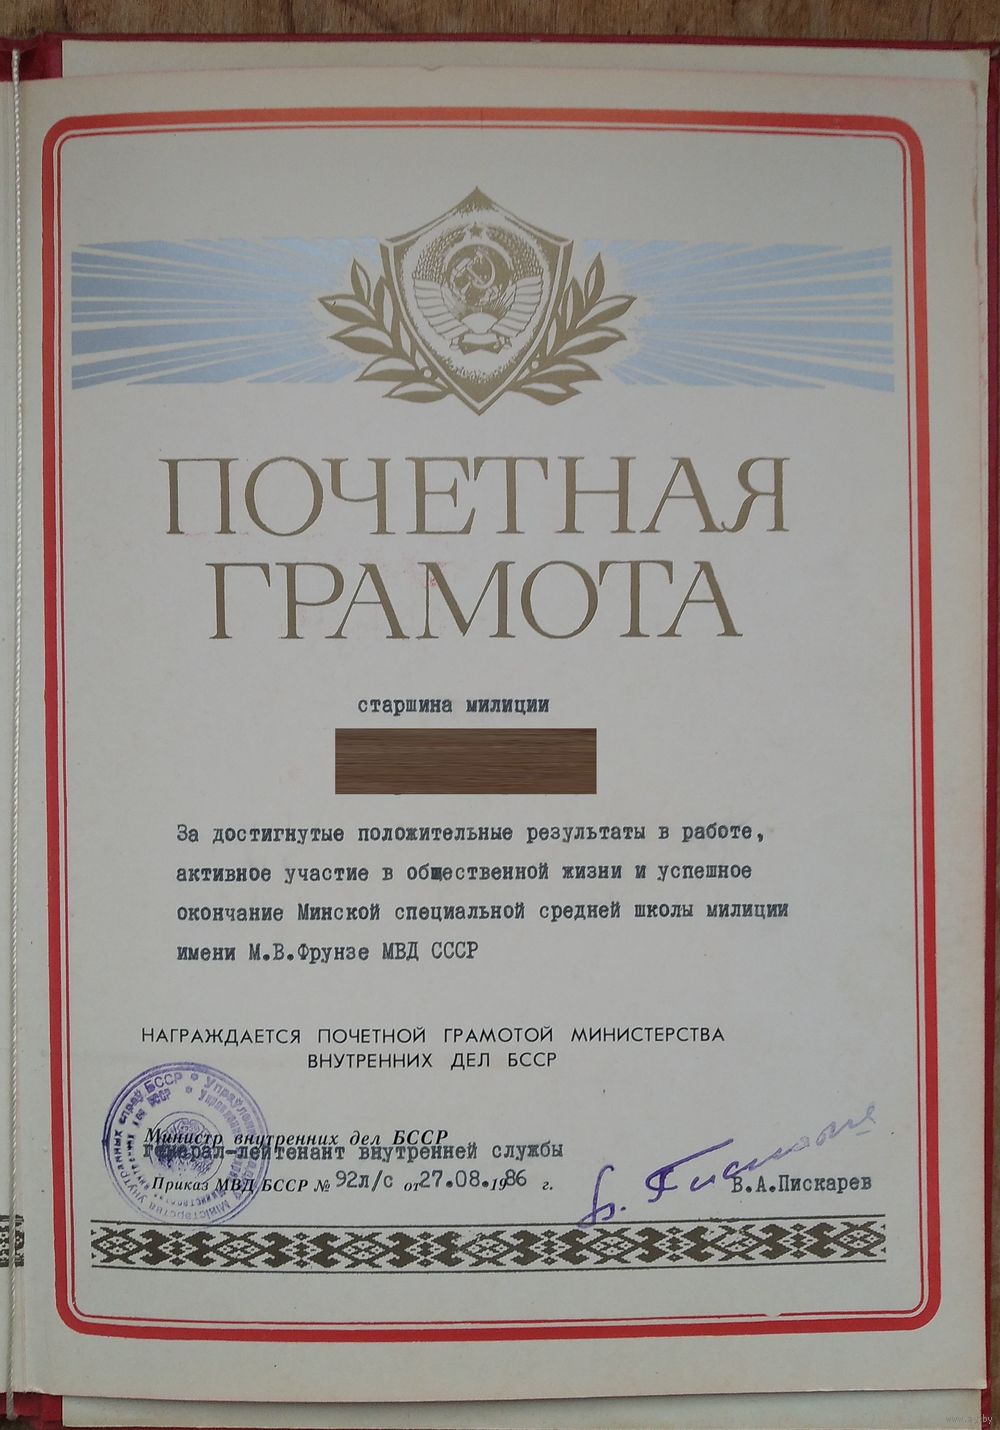 ПОЧЕТНАЯ
ГРАМОТА
старшина милиции
За достигнутые положительные результаты в работе,
активное участие в общественной жизни и успешное
окончание Минской специальной средней школы милиции
имени М.В.Фрунзе МВД СССР
НАГРАЖДАЕТСЯ ПОЧЕТНОЙ ГРАМОТОЙ МИНИСТЕРСТВА
ВНУТРЕННИХ ДЕЛ БССР
Министр внутренних дел БССР
генерал-лейтенант внутренней службы
Приказ МВД БССР № 92л/с от 27.08.1986 г.
В.А.Пискарев